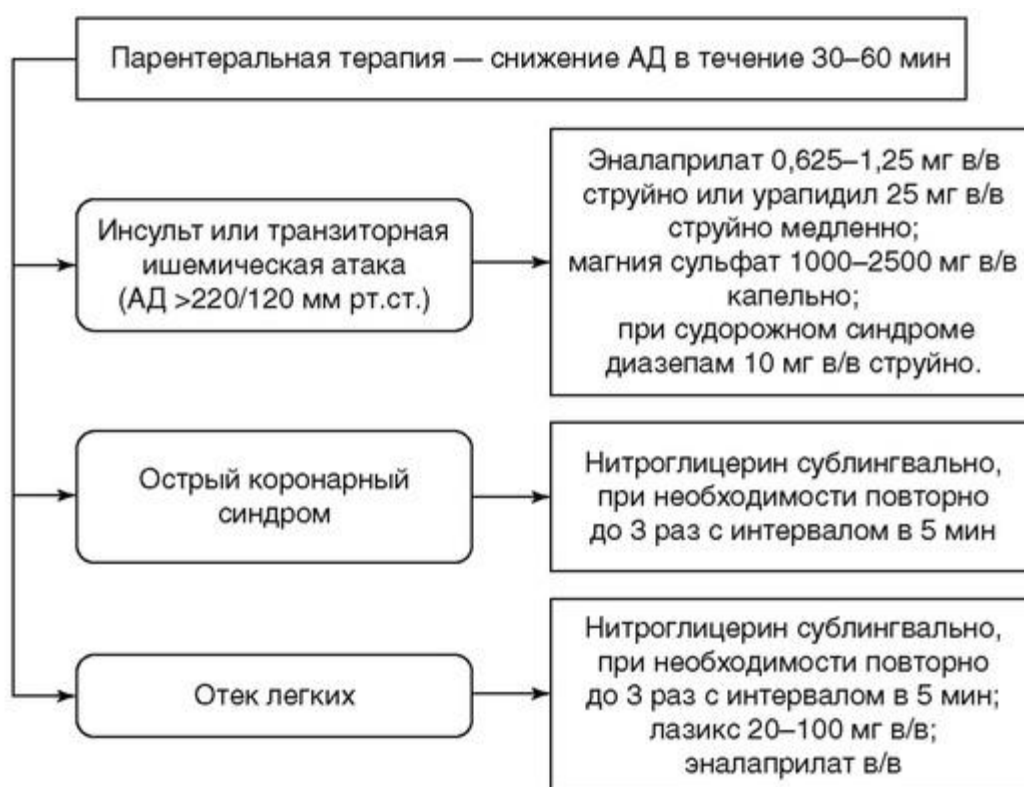 Парентеральная терапия — снижение АД в течение 30–60 мин
Инсульт или транзиторная
ишемическая атака
(АД >220/120 мм рт.ст.)
Эналаприлат 0,625–1,25 мг в/в
струйно или урапидил 25 мг в/в
струйно медленно;
магния сульфат 1000–2500 мг в/в
капельно;
при судорожном синдроме
диазепам 10 мг в/в струйно.
Острый коронарный
синдром
Нитроглицерин сублингвально,
при необходимости повторно
до 3 раз с интервалом в 5 мин
Отек легких
Нитроглицерин сублингвально,
при необходимости повторно
до 3 раз с интервалом в 5 мин;
лазикс 20–100 мг в/в;
эналаприлат в/в